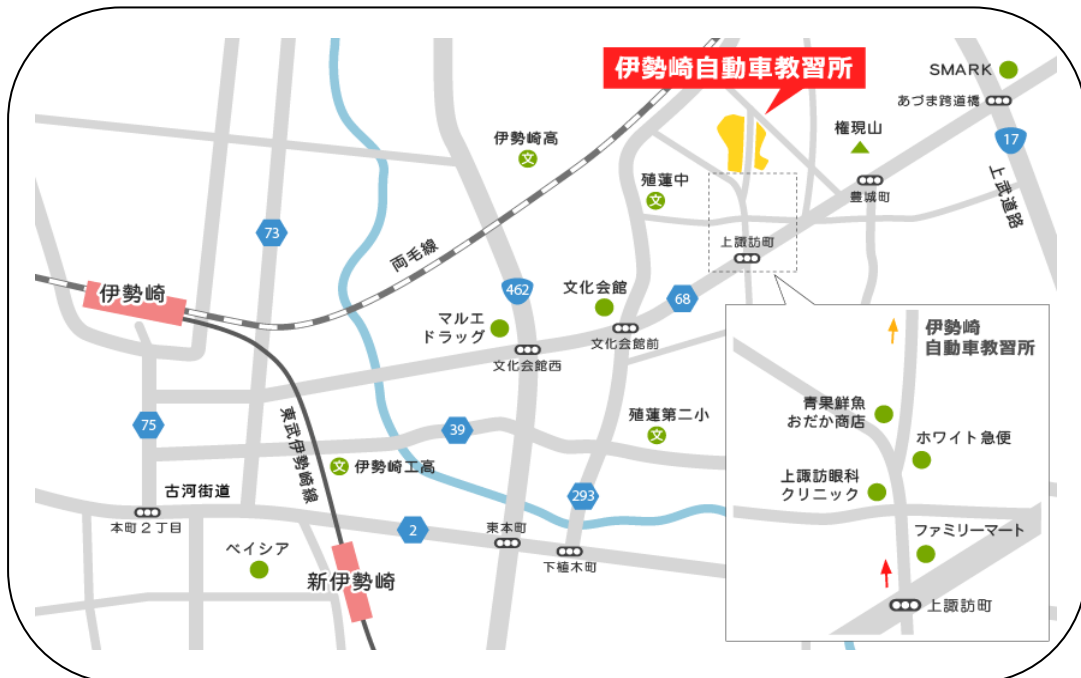 伊勢崎自動車教習所
SMARK
あづま跨道橋
17
上武道路
権現山
豊城町
伊勢崎高
文
殖蓮中
文
上諏訪町
73
両毛線
伊勢崎
462
文化会館
68
マルエ
ドラッグ
文化会館前
文化会館西
75
39
殖蓮第二小
文
東武伊勢崎線
文
伊勢崎工高
古河街道
293
本町２丁目
2
東本町
下植木町
ベイシア
新伊勢崎
伊勢崎
自動車教習所
青果鮮魚
おだか商店
ホワイト急便
上諏訪眼科
クリニック
ファミリーマート
上諏訪町